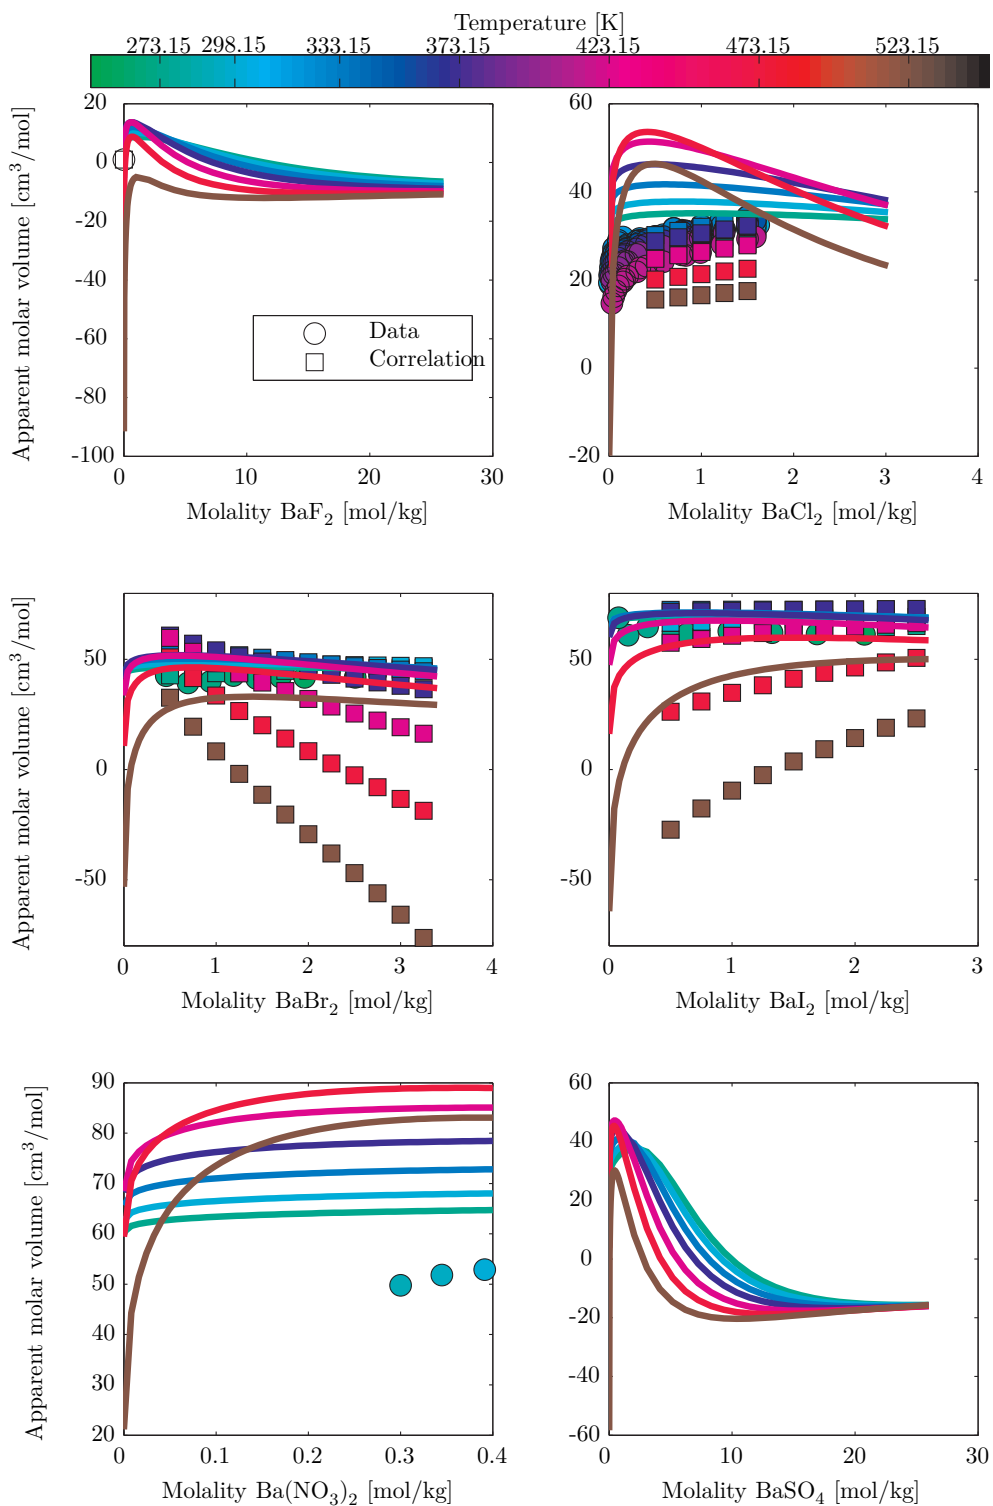 Temperature [K]
273.15 298.15 333.15 373.15 423.15 473.15 523.15
Apparent molar volume [cm³/mol]
20
0
-20
-40
-60
-80
-100
0 10 20 30
Molality BaF₂ [mol/kg]
Data
Correlation
60
40
20
0
-20
0 1 2 3 4
Molality BaCl₂ [mol/kg]
Apparent molar volume [cm³/mol]
50
0
-50
0 1 2 3 4
Molality BaBr₂ [mol/kg]
50
0
-50
0 1 2 3
Molality BaI₂ [mol/kg]
Apparent molar volume [cm³/mol]
90
80
70
60
50
40
30
20
0 0.1 0.2 0.3 0.4
Molality Ba(NO₃)₂ [mol/kg]
60
40
20
0
-20
-40
-60
0 10 20 30
Molality BaSO₄ [mol/kg]